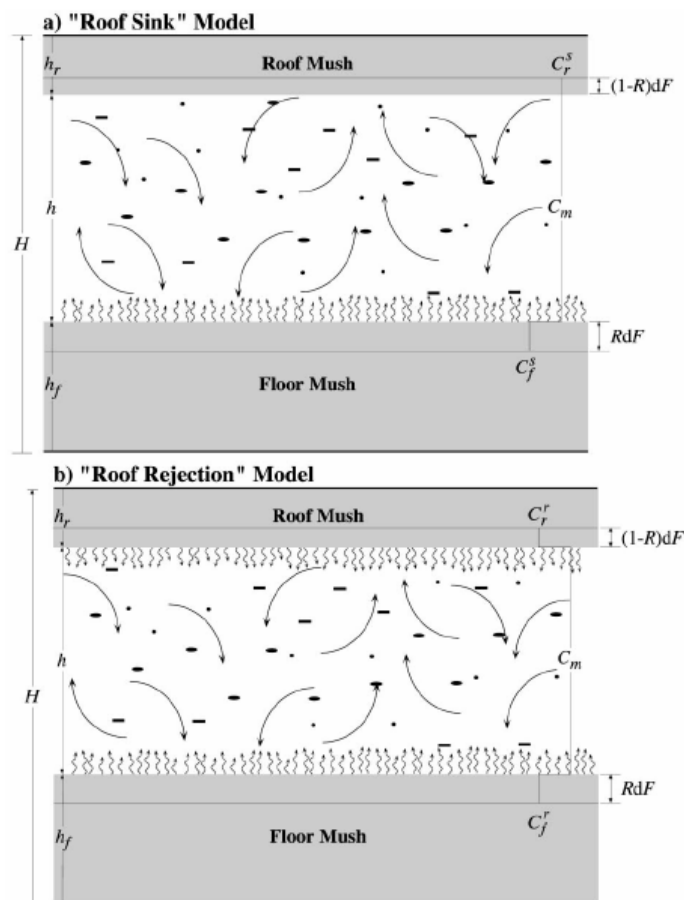 a) "Roof Sink" Model
h_r Roof Mush C_r^s
(1-R)dF
h C_m
H
RdF
C_f^s
h_f Floor Mush
b) "Roof Rejection" Model
h_r Roof Mush C_r^r
(1-R)dF
h C_m
H
RdF
C_f^r
h_f Floor Mush